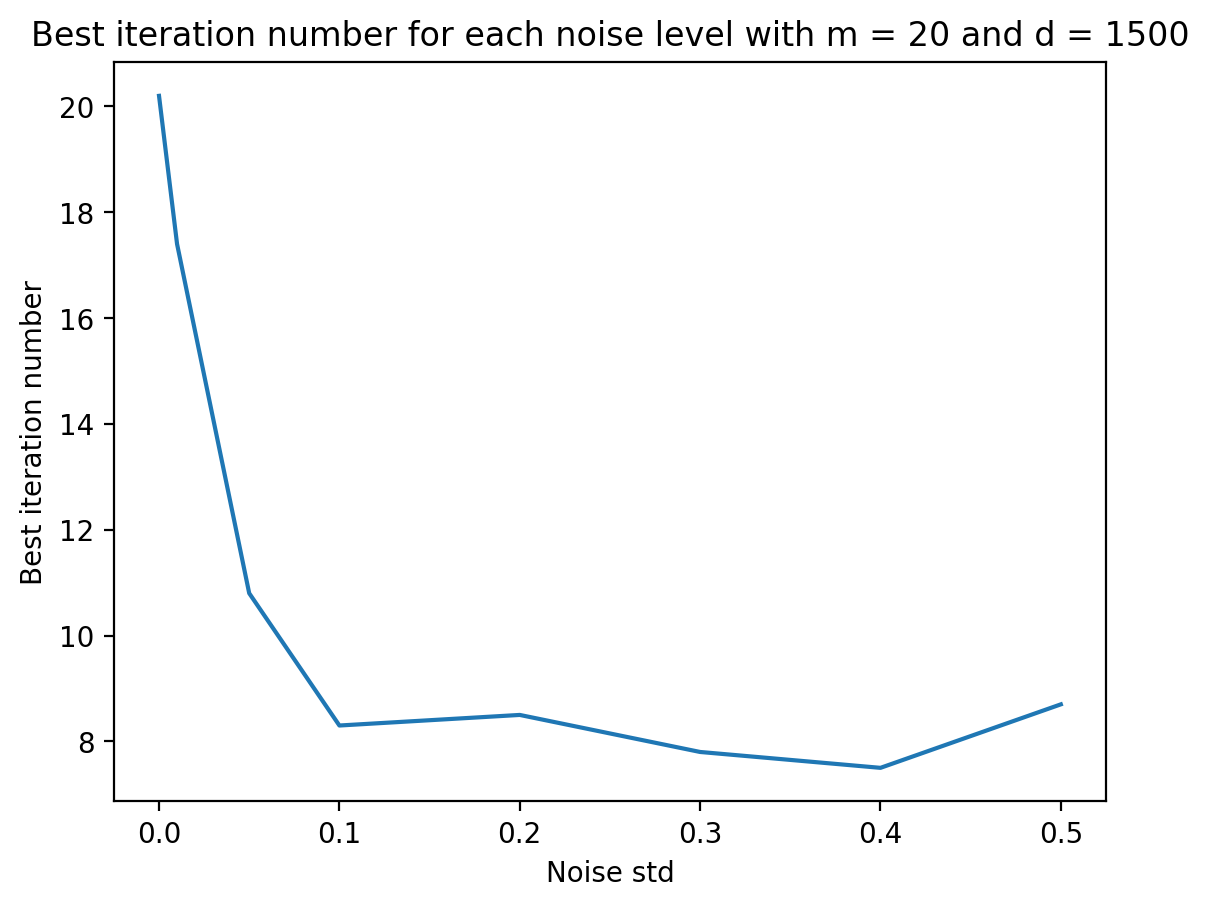 Best iteration number for each noise level with m = 20 and d = 1500
20
18
16
14
12
10
8
Best iteration number
0.0 0.1 0.2 0.3 0.4 0.5
Noise std